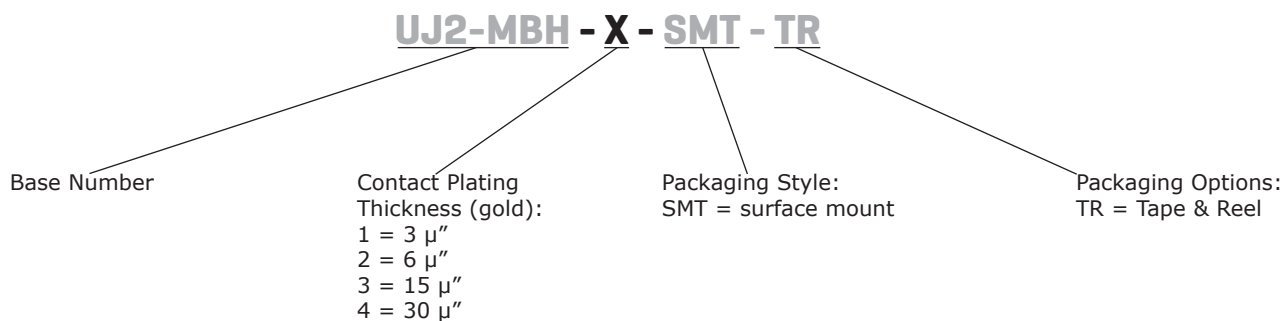 UJ2-MBH - X - SMT - TR
Base Number
Contact Plating
Thickness (gold):
1 = 3 µ”
2 = 6 µ”
3 = 15 µ”
4 = 30 µ”
Packaging Style:
SMT = surface mount
Packaging Options:
TR = Tape & Reel